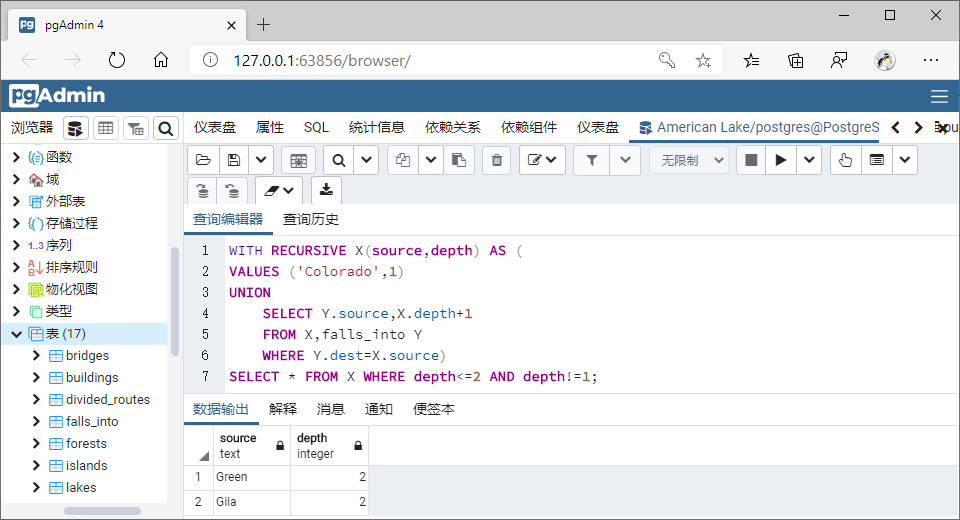 pgAdmin 4
127.0.0.1:63856/browser/
pgAdmin
浏览器
仪表盘 属性 SQL 统计信息 依赖关系 依赖组件 仪表盘 American Lake/postgres@PostgreS
函数
域
外部表
存储过程
1..3 序列
排序规则
物化视图
类型
表 (17)
bridges
buildings
divided_routes
falls_into
forests
islands
lakes
无限制
查询编辑器 查询历史
1 WITH RECURSIVE X(source,depth) AS (
2 VALUES ('Colorado',1)
3 UNION
4 SELECT Y.source,X.depth+1
5 FROM X,falls_into Y
6 WHERE Y.dest=X.source)
7 SELECT * FROM X WHERE depth<=2 AND depth!=1;
数据输出 解释 消息 通知 便签本
source depth
text integer
1 Green 2
2 Gila 2